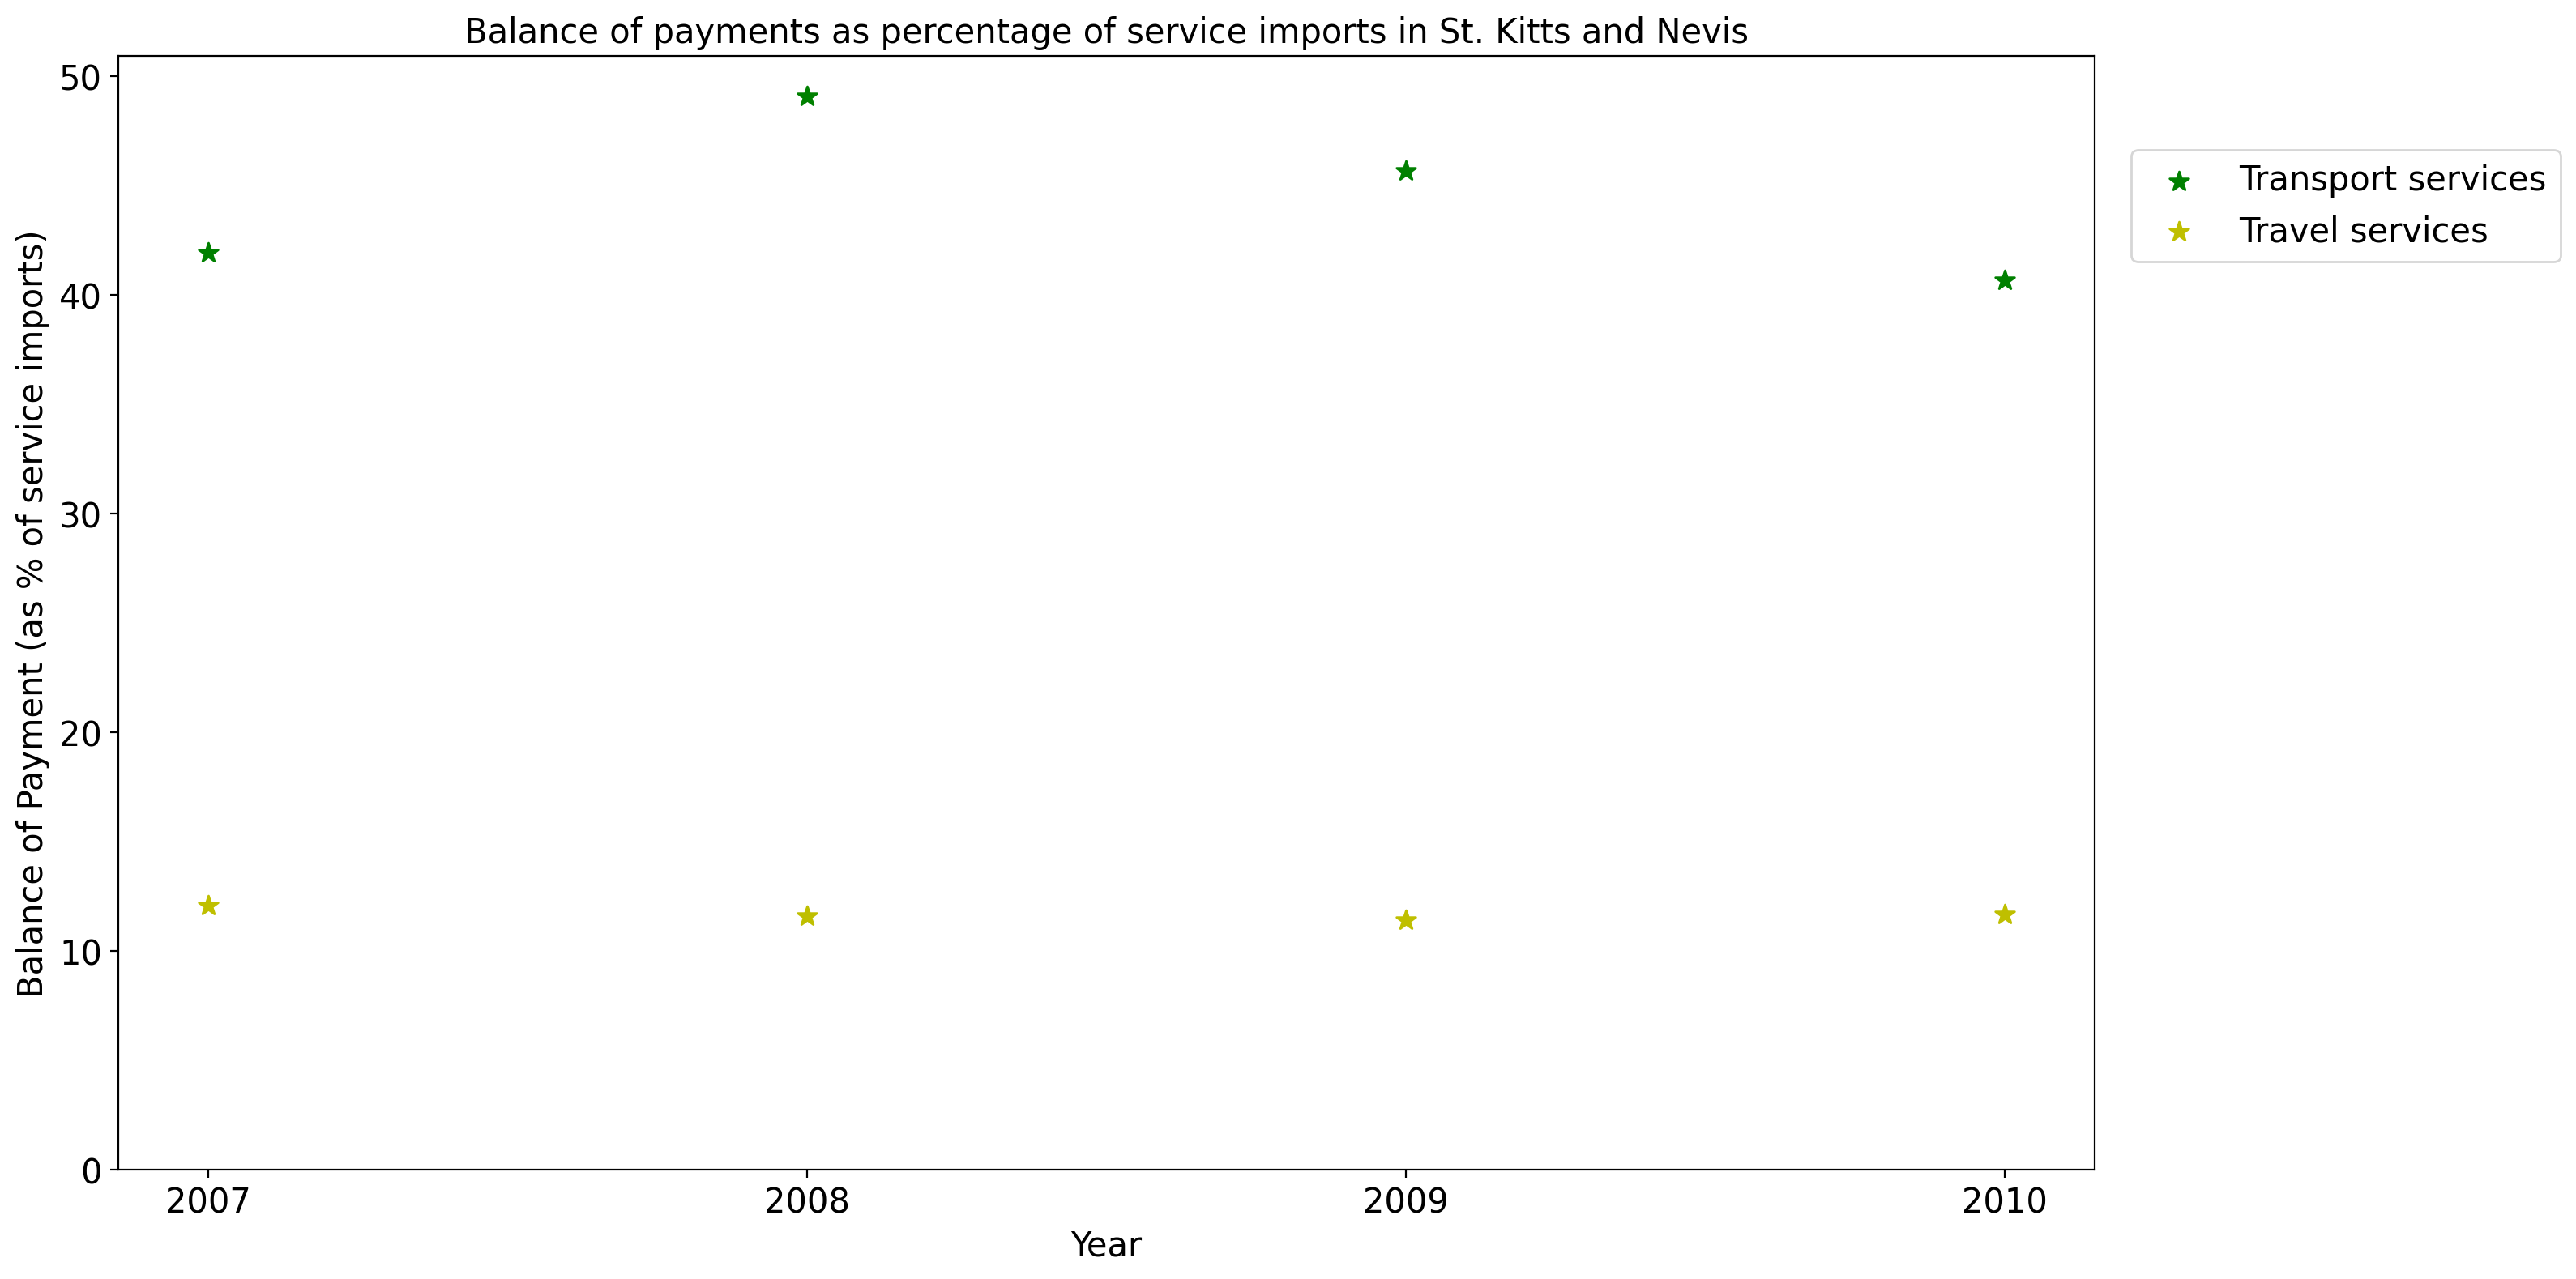 Balance of payments as percentage of service imports in St. Kitts and Nevis
Balance of Payment (as % of service imports)
50
40
30
20
10
0
2007
2008
2009
2010
Year
Transport services
Travel services